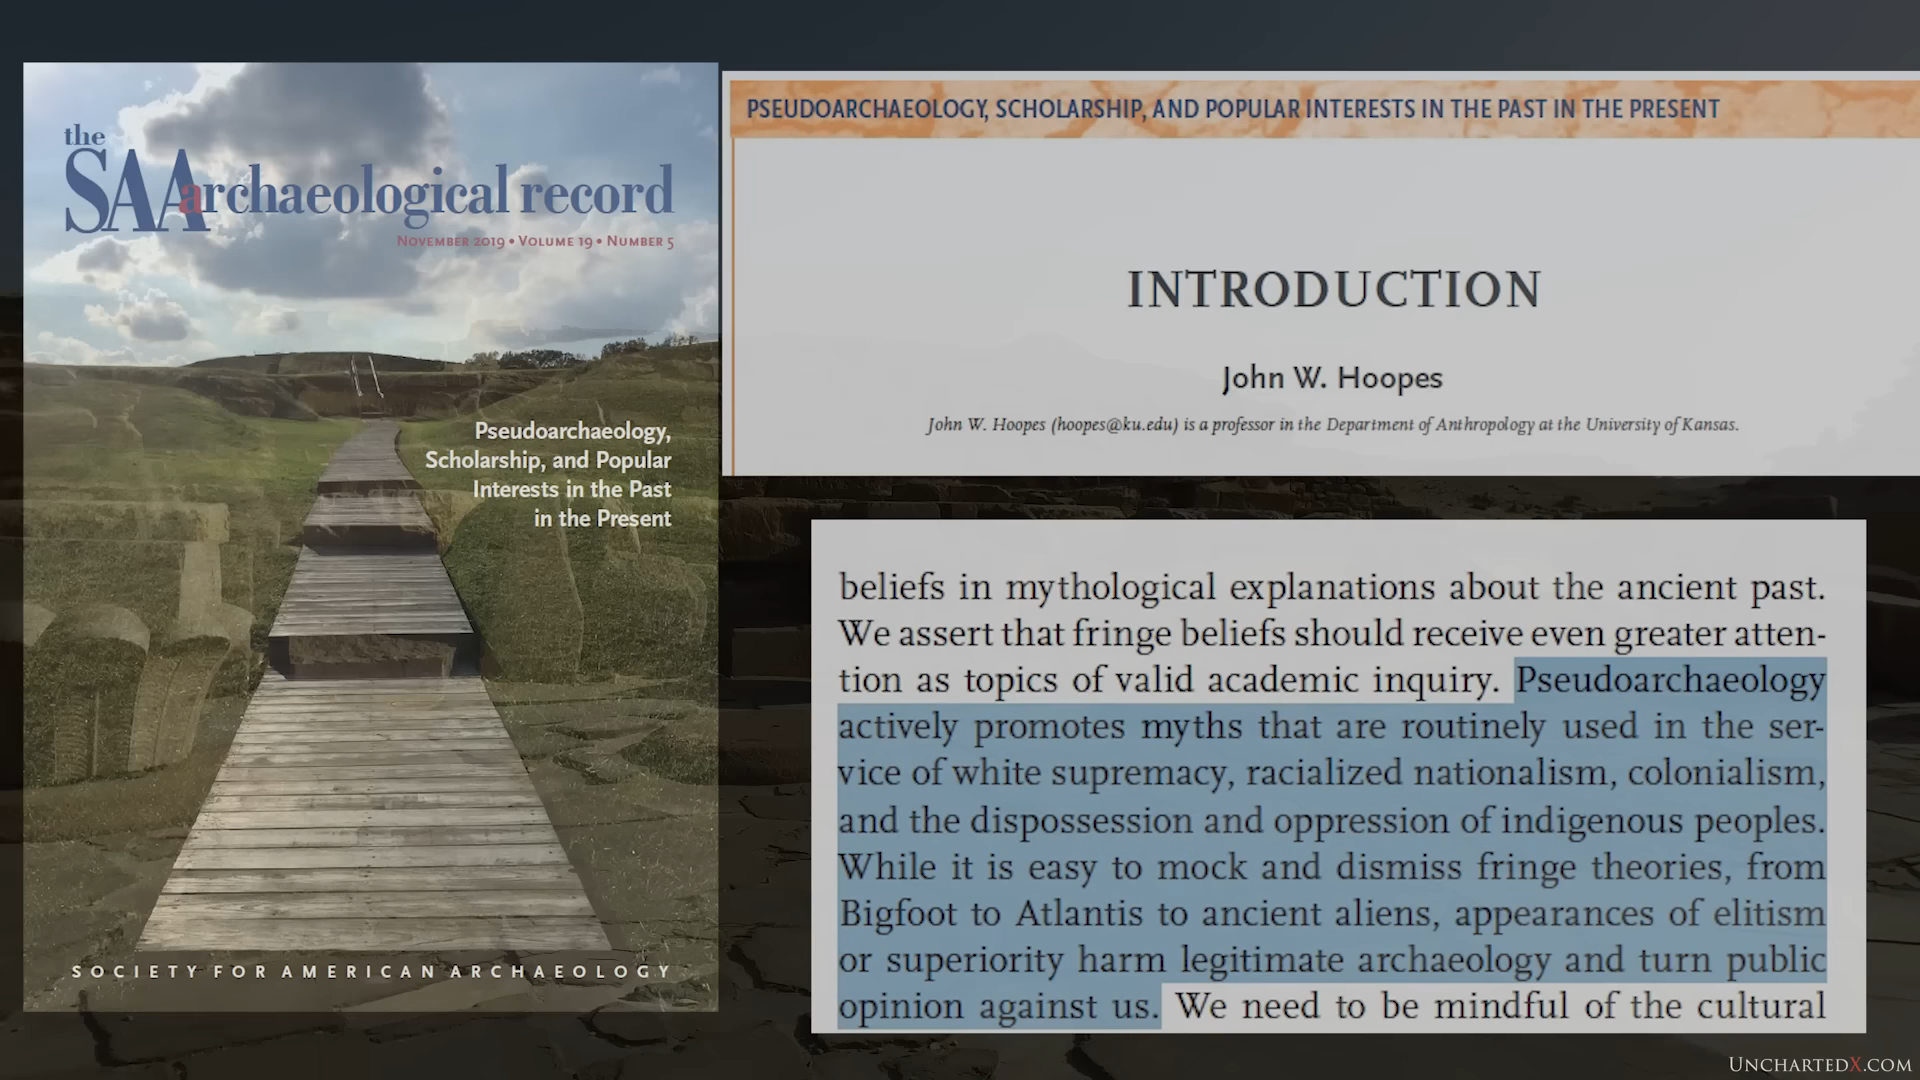 the
SAA archaeological record
NOVEMBER 2019 • VOLUME 19 • NUMBER 5
Pseudoarchaeology,
Scholarship, and Popular
Interests in the Past
in the Present
SOCIETY FOR AMERICAN ARCHAEOLOGY
PSEUDOARCHAEOLOGY, SCHOLARSHIP, AND POPULAR INTERESTS IN THE PAST IN THE PRESENT
INTRODUCTION
John W. Hoopes
John W. Hoopes (hoopes@ku.edu) is a professor in the Department of Anthropology at the University of Kansas.
beliefs in mythological explanations about the ancient past.
We assert that fringe beliefs should receive even greater atten-
tion as topics of valid academic inquiry. Pseudoarchaeology
actively promotes myths that are routinely used in the ser-
vice of white supremacy, racialized nationalism, colonialism,
and the dispossession and oppression of indigenous peoples.
While it is easy to mock and dismiss fringe theories, from
Bigfoot to Atlantis to ancient aliens, appearances of elitism
or superiority harm legitimate archaeology and turn public
opinion against us. We need to be mindful of the cultural
UNCHARTEDX.COM